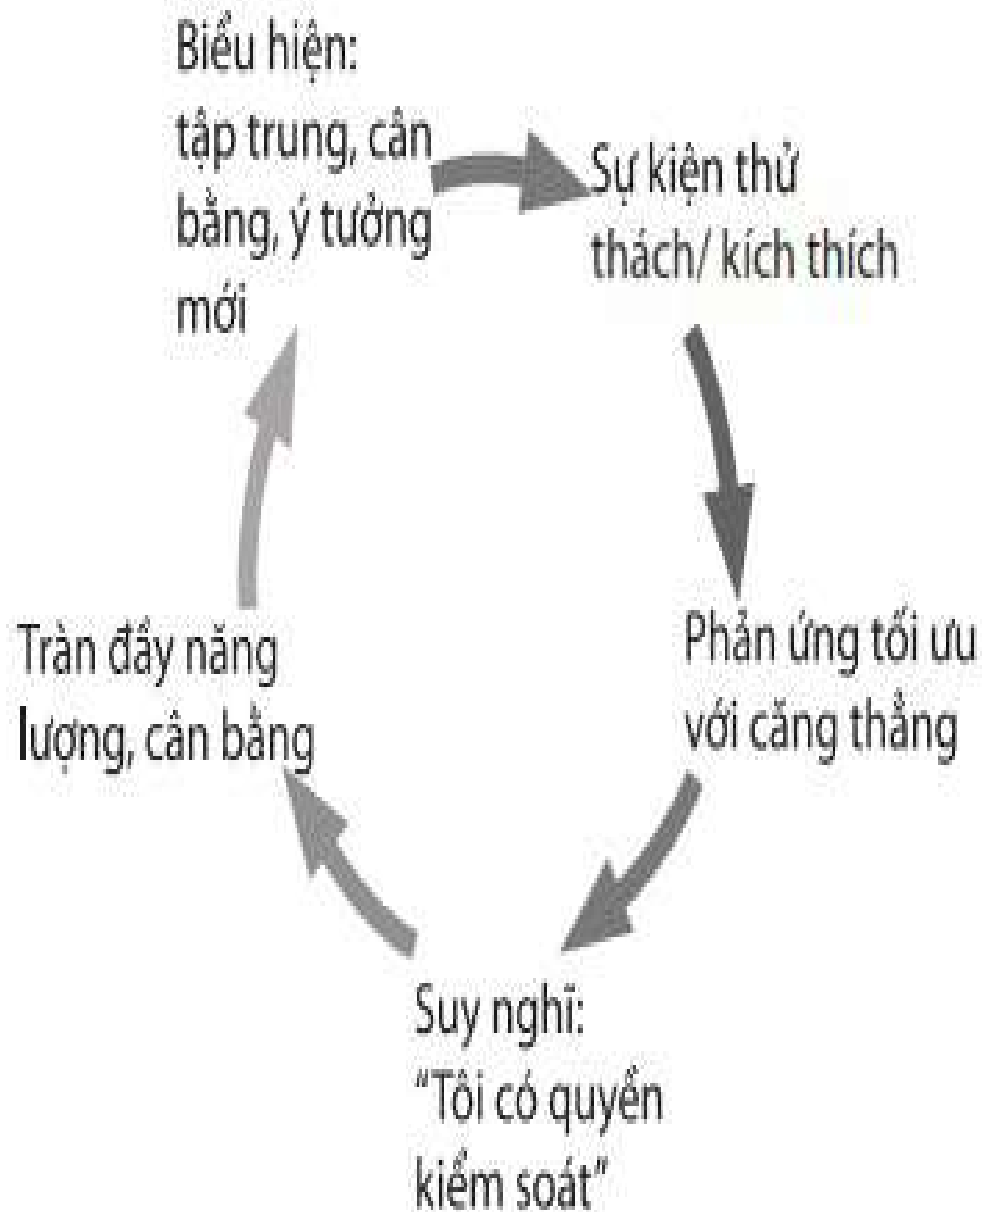 Biểu hiện:
tập trung, cân
bằng, ý tưởng
mới
Sự kiện thử
thách/ kích thích
Phản ứng tối ưu
với căng thẳng
Suy nghĩ:
“Tôi có quyền
kiểm soát”
Tràn đầy năng
lượng, cân bằng